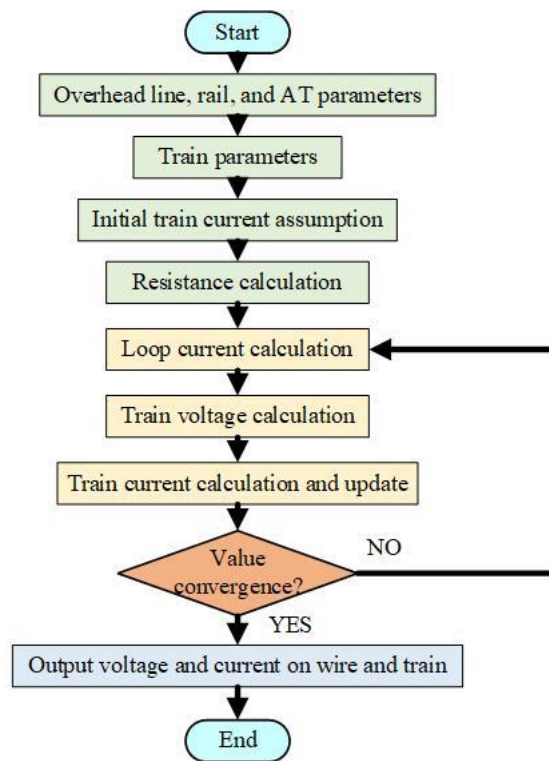 Start
Overhead line, rail, and AT parameters
Train parameters
Initial train current assumption
Resistance calculation
Loop current calculation
Train voltage calculation
Train current calculation and update
Value
convergence?
NO
YES
Output voltage and current on wire and train
End